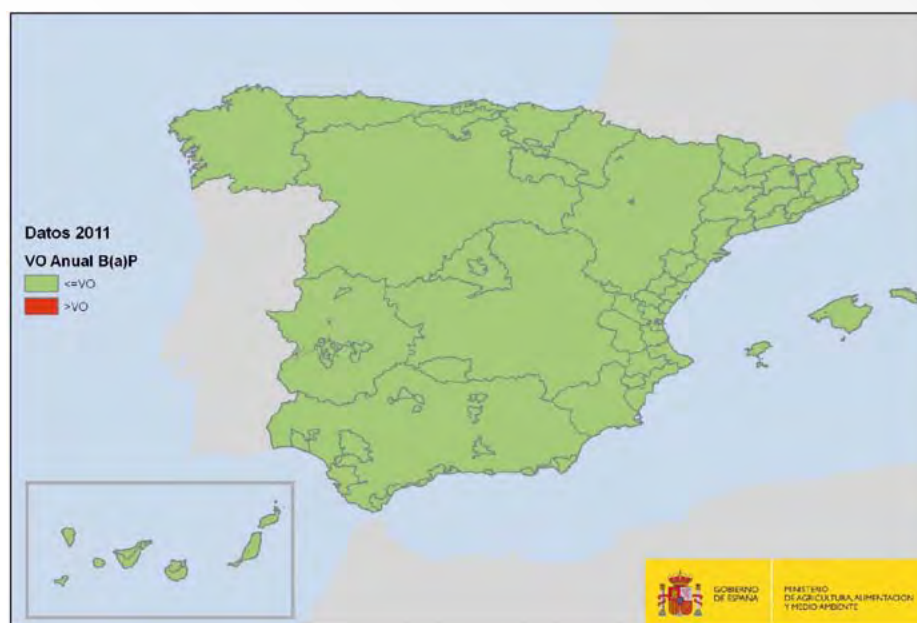 Datos 2011
VO Anual B(a)P
<=VO
>VO
GOBIERNO
DE ESPAÑA
MINISTERIO
DE AGRICULTURA, ALIMENTACIÓN
Y MEDIO AMBIENTE